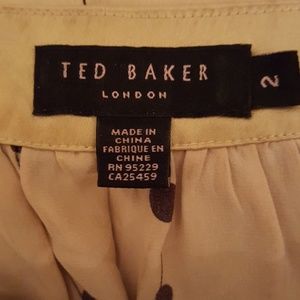 TED BAKER
LONDON
2
MADE IN
CHINA
FABRIQUE EN
CHINE
RN 95229
CA25459